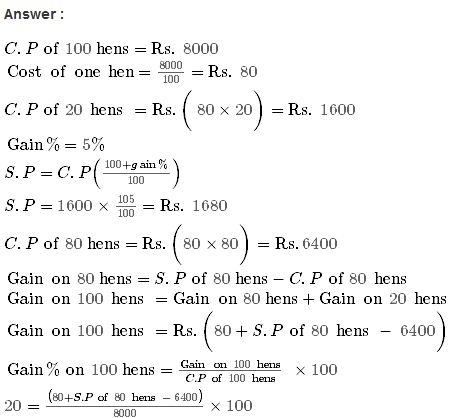 Answer :
C. P of 100 hens = Rs. 8000
Cost of one hen = 8000/100 = Rs. 80
C. P of 20 hens = Rs. ( 80 × 20 ) = Rs. 1600
Gain % = 5%
S. P = C. P( 100+gain %/100 )
S. P = 1600 × 105/100 = Rs. 1680
C. P of 80 hens = Rs. ( 80 × 80 ) = Rs. 6400
Gain on 80 hens = S. P of 80 hens − C. P of 80 hens
Gain on 100 hens = Gain on 80 hens + Gain on 20 hens
Gain on 100 hens = Rs. ( 80 + S. P of 80 hens − 6400 )
Gain % on 100 hens = Gain on 100 hens/C.P of 100 hens × 100
20 = (80+S.P of 80 hens − 6400)/8000 × 100